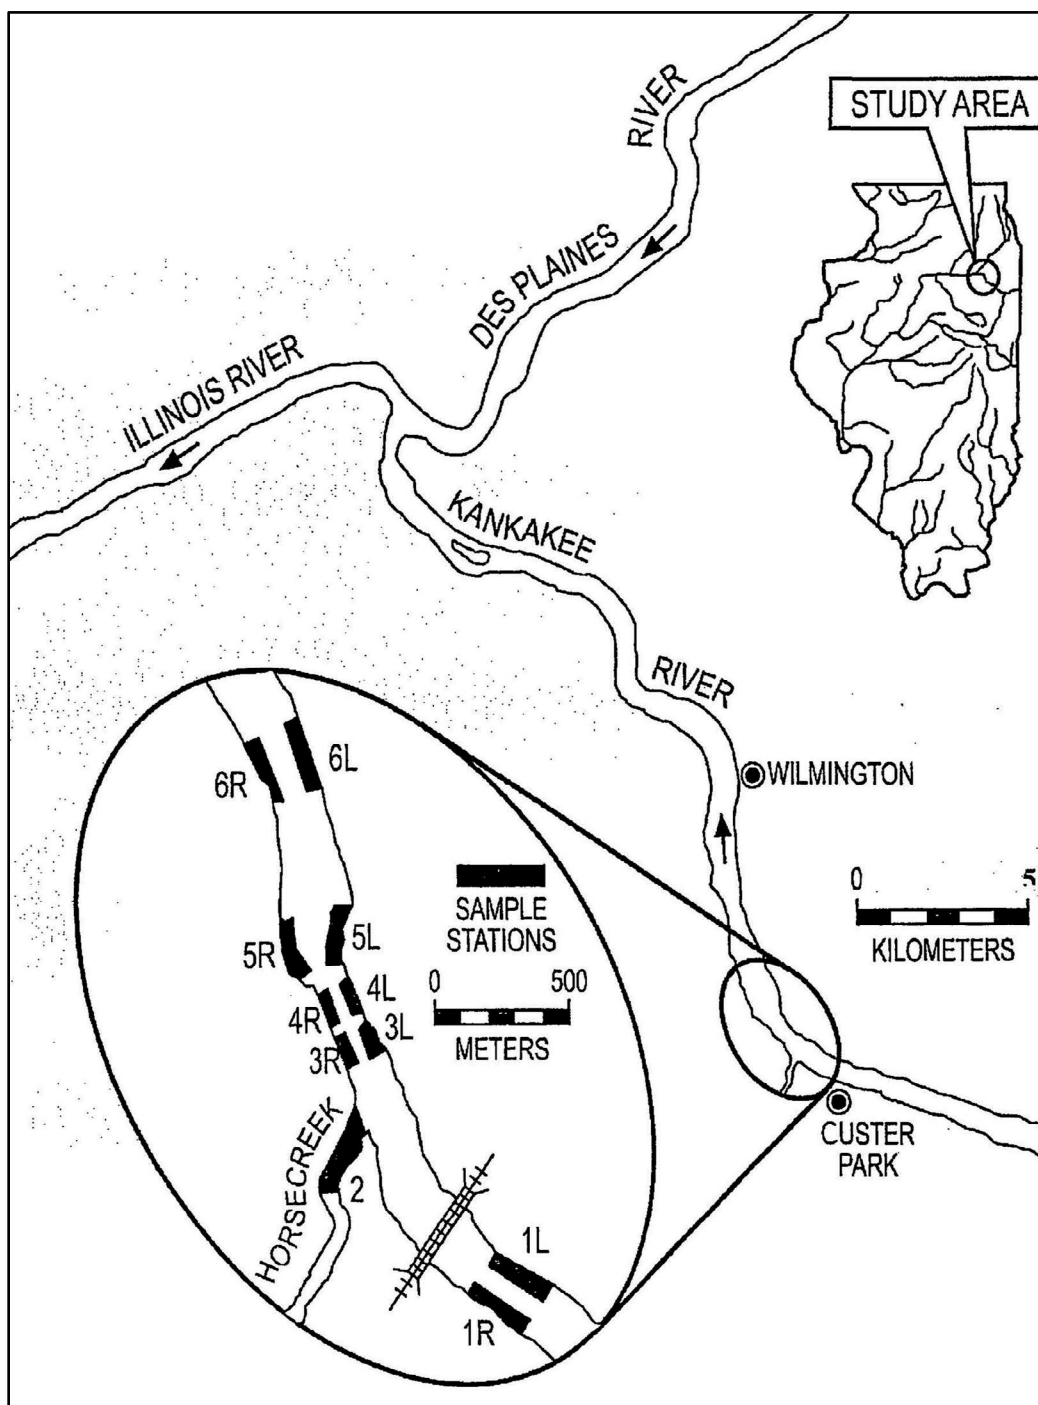 RIVER
STUDY AREA
DES PLAINES
ILLINOIS RIVER
KANKAKEE
RIVER
WILMINGTON
0 5
KILOMETERS
CUSTER
PARK
6R
6L
SAMPLE
STATIONS
0 500
METERS
5R
5L
4R
4L
3R
3L
HORSECREEK
2
1L
1R